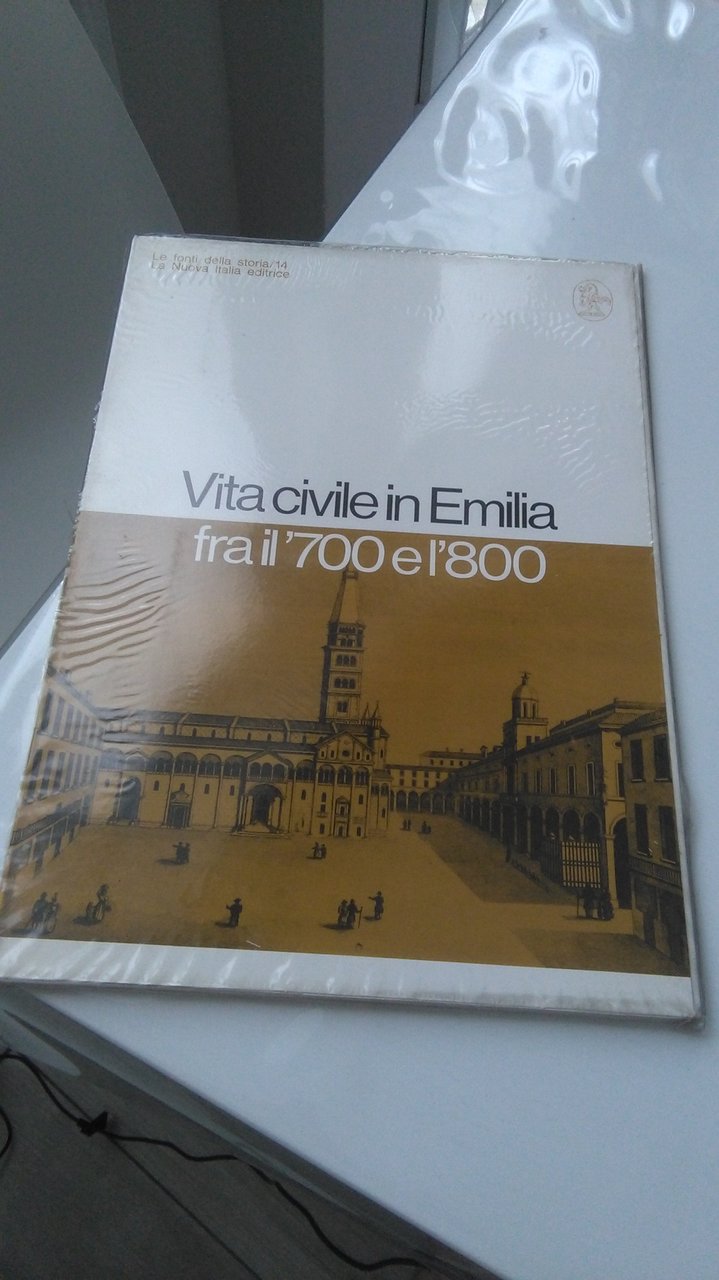 Le fonti della storia/14
La Nuova Italia editrice
Vita civile in Emilia
fra il '700 e l'800